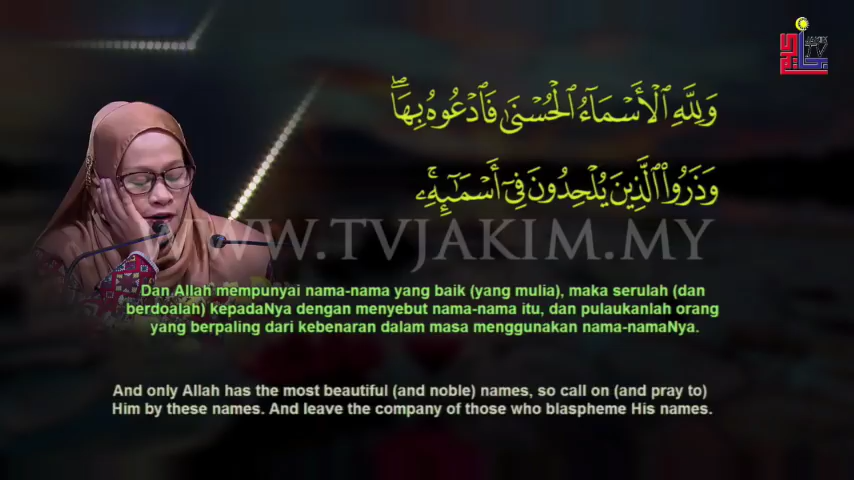 وَلِلَّهِ ٱلْأَسْمَآءُ ٱلْحُسْنَىٰ فَٱدْعُوهُ بِهَا ۖ
وَذَرُوا۟ ٱلَّذِينَ يُلْحِدُونَ فِىٓ أَسْمَـٰٓئِهِۦ ۚ
WWW.TVJAKIM.MY
Dan Allah mempunyai nama-nama yang baik (yang mulia), maka serulah (dan
berdoalah) kepadaNya dengan menyebut nama-nama itu, dan pulaukanlah orang
yang berpaling dari kebenaran dalam masa menggunakan nama-namaNya.
And only Allah has the most beautiful (and noble) names, so call on (and pray to)
Him by these names. And leave the company of those who blaspheme His names.